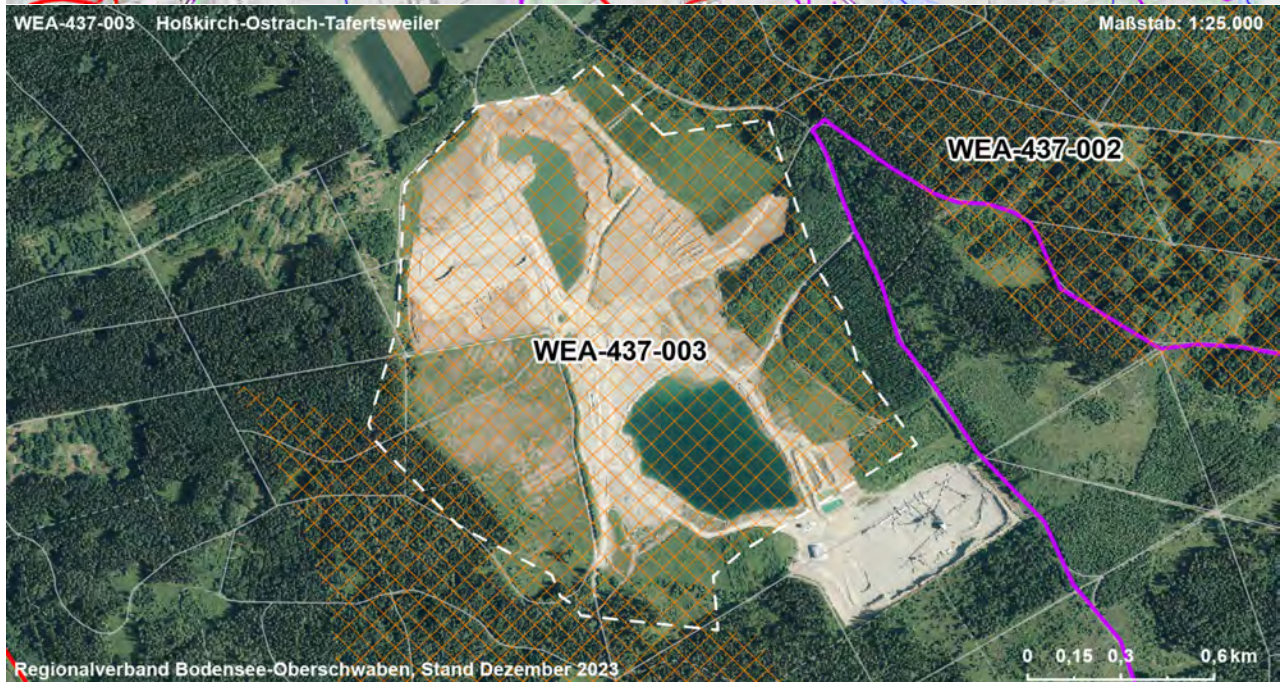 WEA-437-003 Hoßkirch-Ostrach-Tafertsweiler
Maßstab: 1:25.000
WEA-437-002
WEA-437-003
Regionalverband Bodensee-Oberschwaben, Stand Dezember 2023
0 0,15 0,3 0,6 km